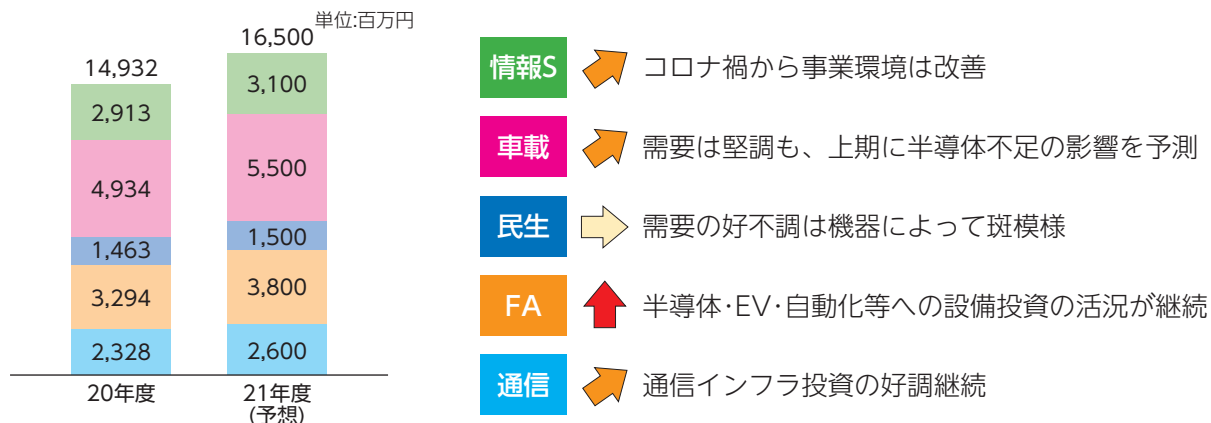 単位:百万円
14,932
2,913
4,934
1,463
3,294
2,328
20年度
16,500
3,100
5,500
1,500
3,800
2,600
21年度
(予想)
情報S コロナ禍から事業環境は改善
車載 需要は堅調も、上期に半導体不足の影響を予測
民生 需要の好不調は機器によって斑模様
FA 半導体･EV･自動化等への設備投資の活況が継続
通信 通信インフラ投資の好調継続